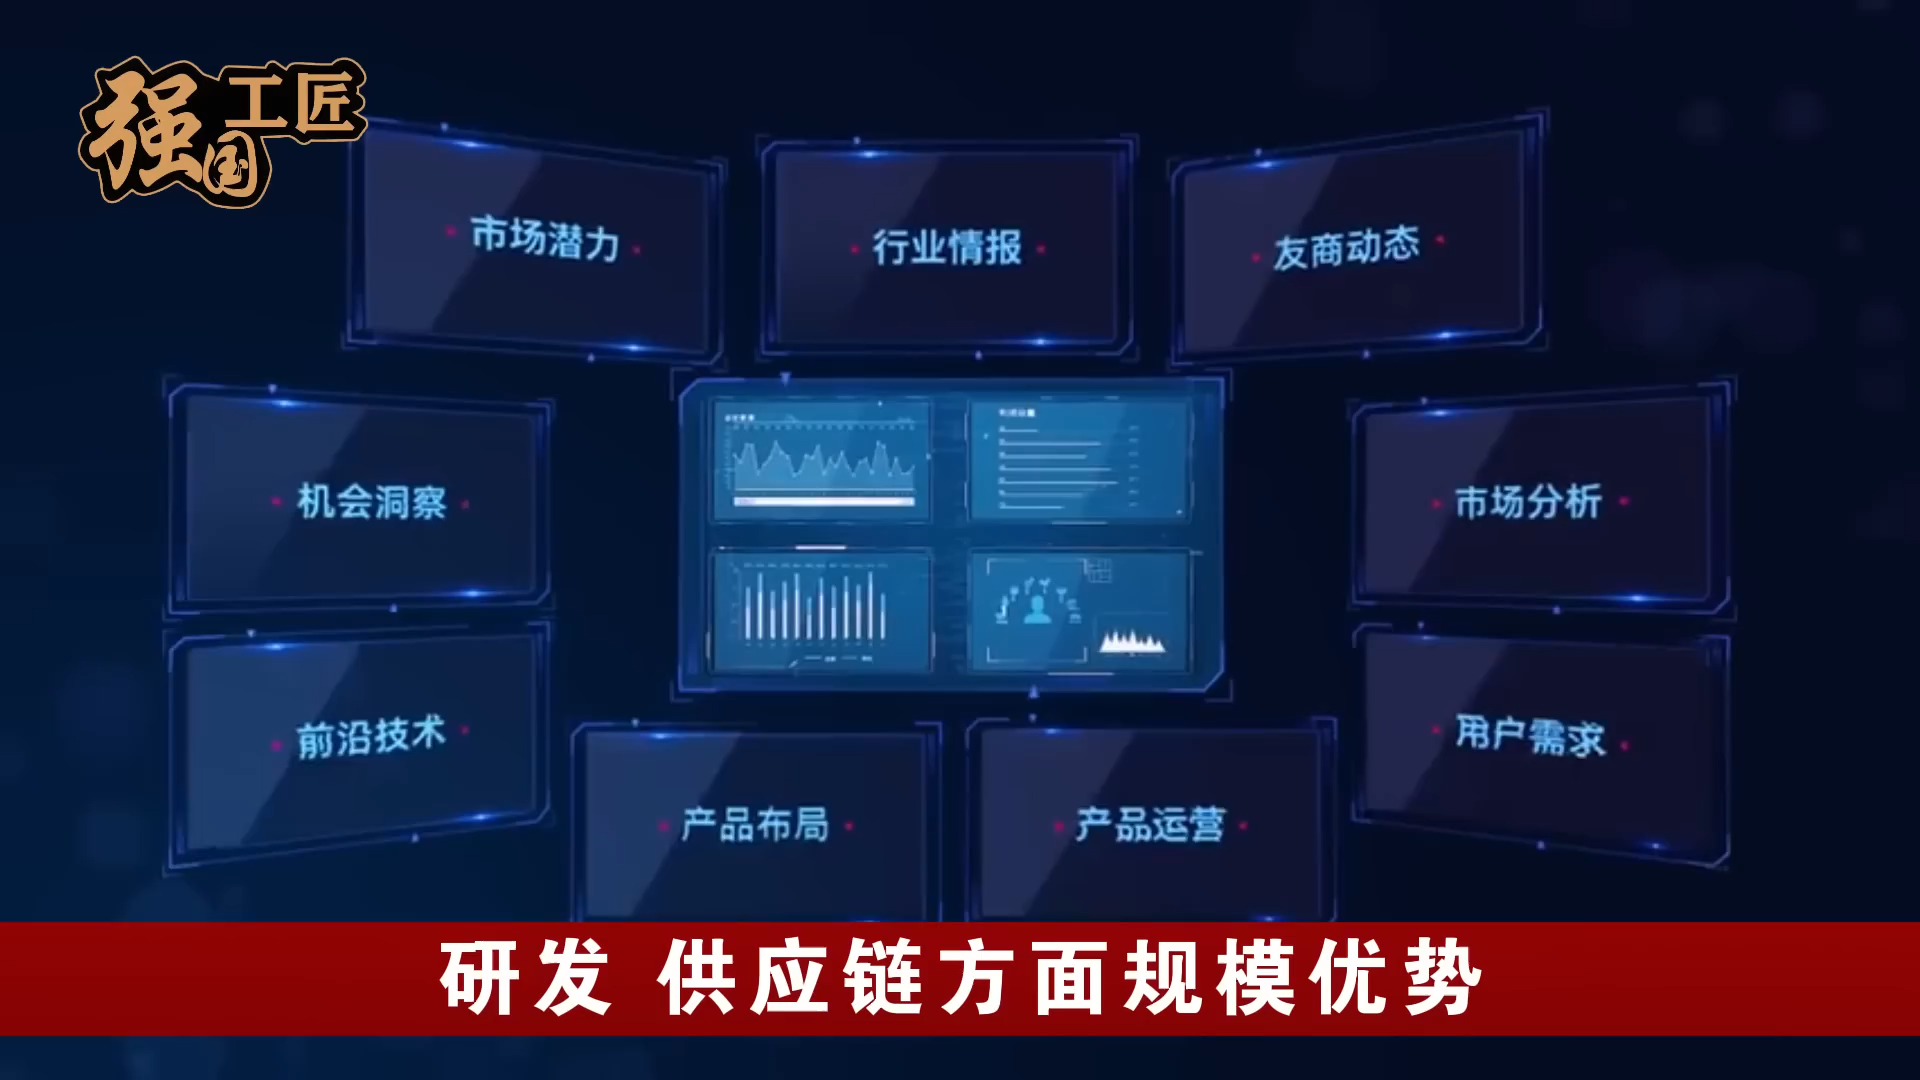 强国工匠
市场潜力
行业情报
友商动态
机会洞察
市场分析
前沿技术
用户需求
产品布局
产品运营
研发 供应链方面规模优势